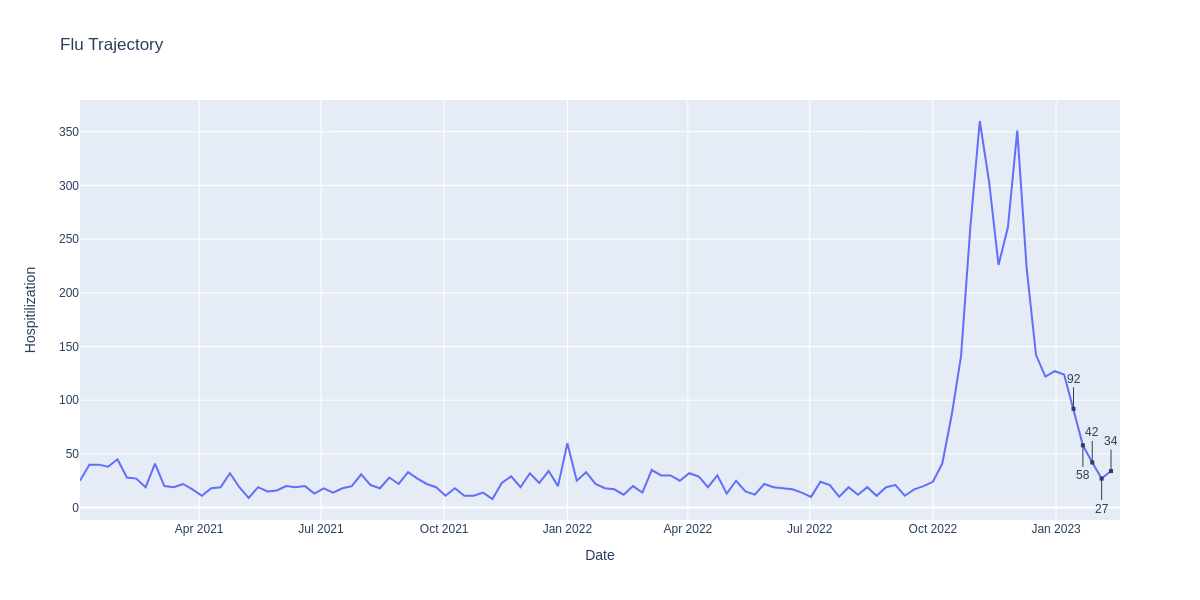 Flu Trajectory
Hospitilization
350
300
250
200
150
100
50
0
92
58
42
27
34
Apr 2021
Jul 2021
Oct 2021
Jan 2022
Apr 2022
Jul 2022
Oct 2022
Jan 2023
Date